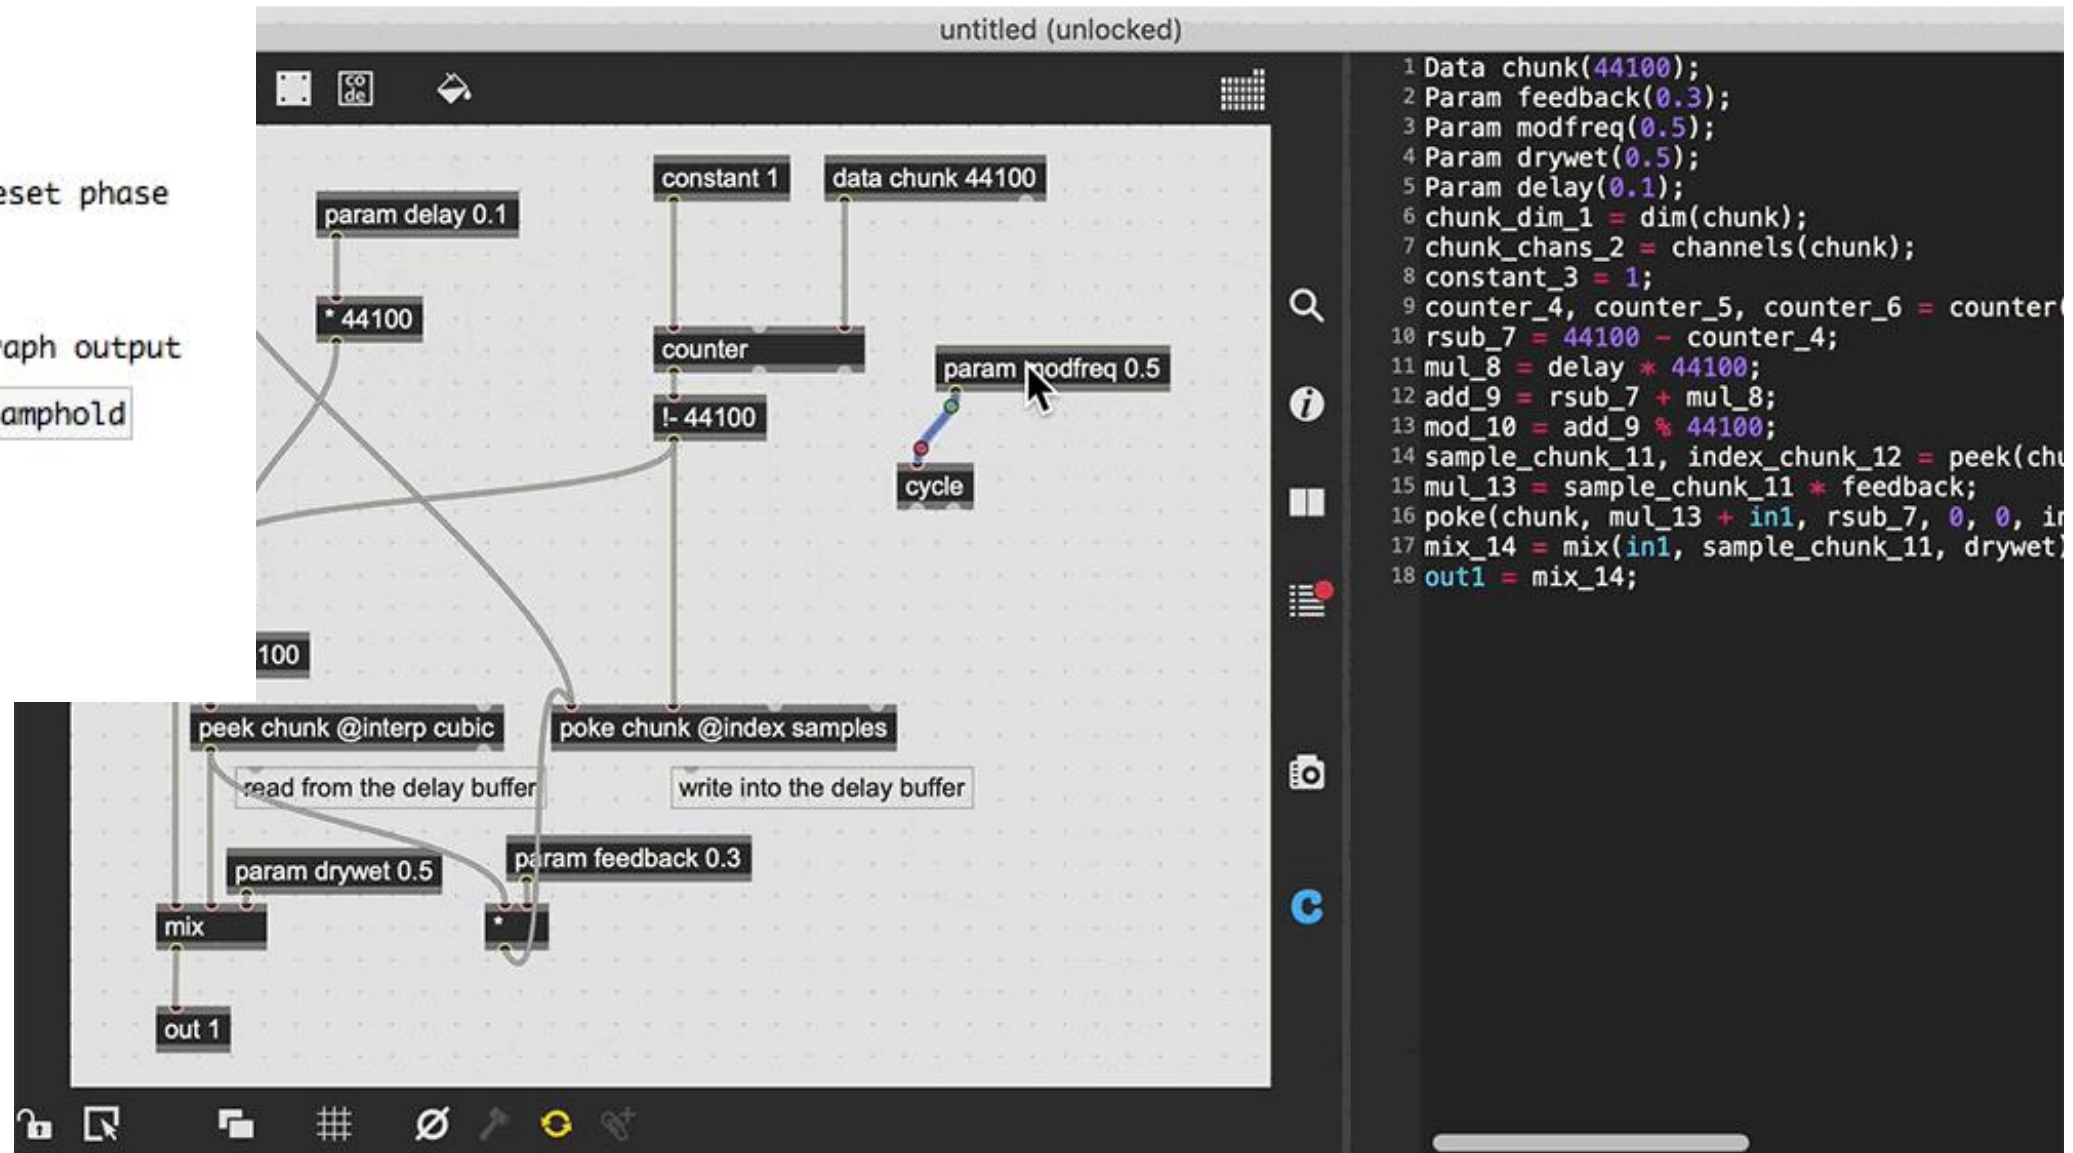 untitled (unlocked)
co
de
eset phase
aph output
amphold
constant 1
data chunk 44100
param delay 0.1
* 44100
counter
param modfreq 0.5
!- 44100
cycle
100
peek chunk @interp cubic
poke chunk @index samples
read from the delay buffer
write into the delay buffer
param feedback 0.3
param drywet 0.5
mix
*
out 1
1 Data chunk(44100);
2 Param feedback(0.3);
3 Param modfreq(0.5);
4 Param drywet(0.5);
5 Param delay(0.1);
6 chunk_dim_1 = dim(chunk);
7 chunk_chans_2 = channels(chunk);
8 constant_3 = 1;
9 counter_4, counter_5, counter_6 = counter(
10 rsub_7 = 44100 - counter_4;
11 mul_8 = delay * 44100;
12 add_9 = rsub_7 + mul_8;
13 mod_10 = add_9 % 44100;
14 sample_chunk_11, index_chunk_12 = peek(chu
15 mul_13 = sample_chunk_11 * feedback;
16 poke(chunk, mul_13 + in1, rsub_7, 0, 0, in
17 mix_14 = mix(in1, sample_chunk_11, drywet)
18 out1 = mix_14;